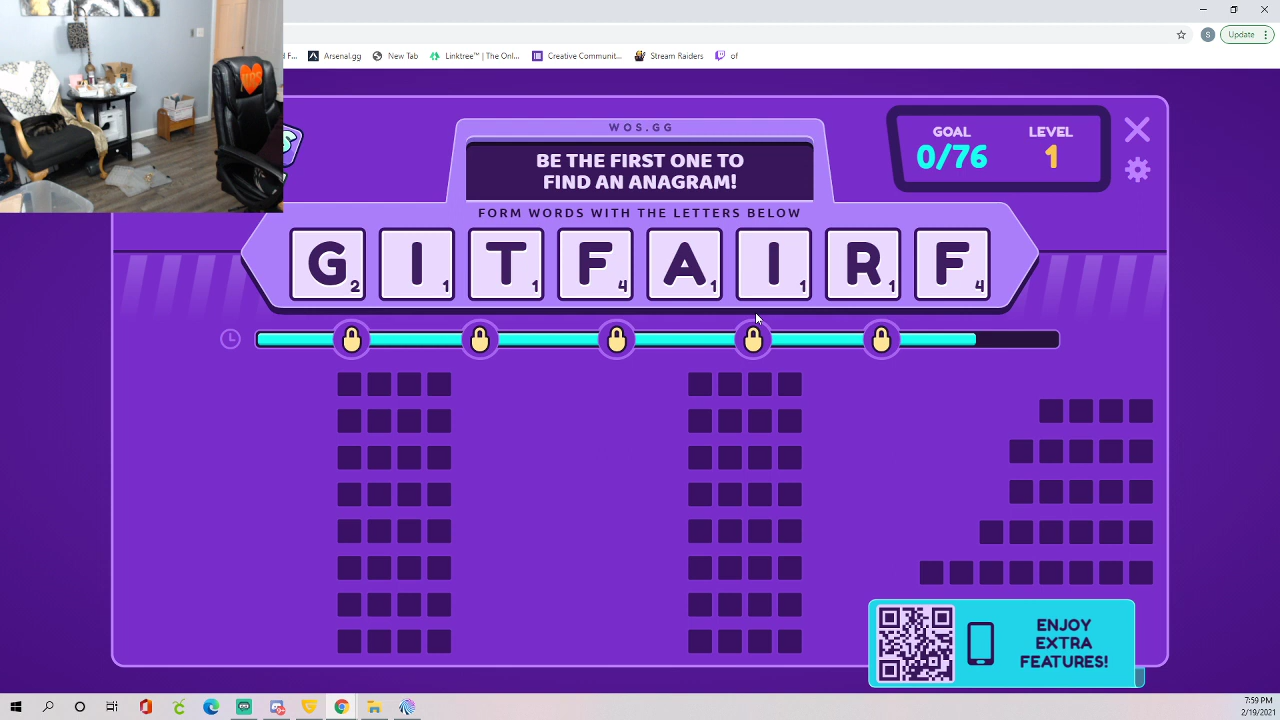 Update
F...
Arsenal.gg
New Tab
Linktree™ | The Onl...
Creative Communit...
Stream Raiders
of
WOS.GG
BE THE FIRST ONE TO
FIND AN ANAGRAM!
GOAL
0/76
LEVEL
1
FORM WORDS WITH THE LETTERS BELOW
G 2 I 1 T 1 F 4 A 1 I 1 R 1 F 4
ENJOY
EXTRA
FEATURES!
7:59 PM
2/19/2021